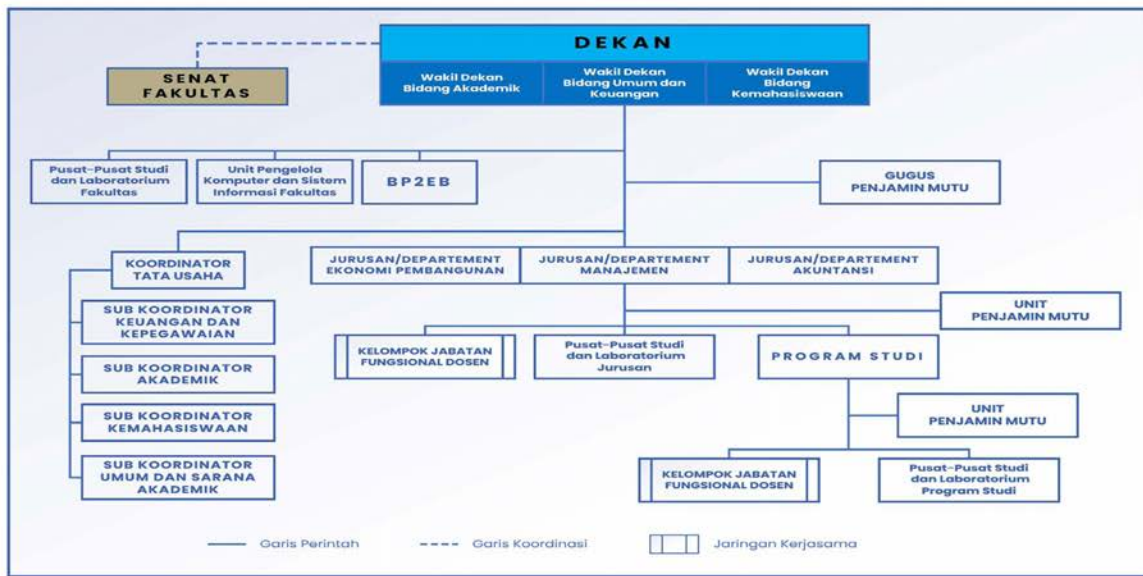 DEKAN
SENAT
FAKULTAS
Wakil Dekan
Bidang Akademik
Wakil Dekan
Bidang Umum dan
Keuangan
Wakil Dekan
Bidang
Kemahasiswaan
Pusat-Pusat Studi
dan Laboratorium
Fakultas
Unit Pengelola
Komputer dan Sistem
Informasi Fakultas
BP2EB
GUGUS
PENJAMIN MUTU
KOORDINATOR
TATA USAHA
JURUSAN/DEPARTEMENT
EKONOMI PEMBANGUNAN
JURUSAN/DEPARTEMENT
MANAJEMEN
JURUSAN/DEPARTEMENT
AKUNTANSI
SUB KOORDINATOR
KEUANGAN DAN
KEPEGAWAIAN
UNIT
PENJAMIN MUTU
KELOMPOK JABATAN
FUNGSIONAL DOSEN
Pusat-Pusat Studi
dan Laboratorium
Jurusan
PROGRAM STUDI
SUB KOORDINATOR
AKADEMIK
SUB KOORDINATOR
KEMAHASISWAAN
UNIT
PENJAMIN MUTU
SUB KOORDINATOR
UMUM DAN SARANA
AKADEMIK
KELOMPOK JABATAN
FUNGSIONAL DOSEN
Pusat-Pusat Studi
dan Laboratorium
Program Studi
Garis Perintah
Garis Koordinasi
Jaringan Kerjasama